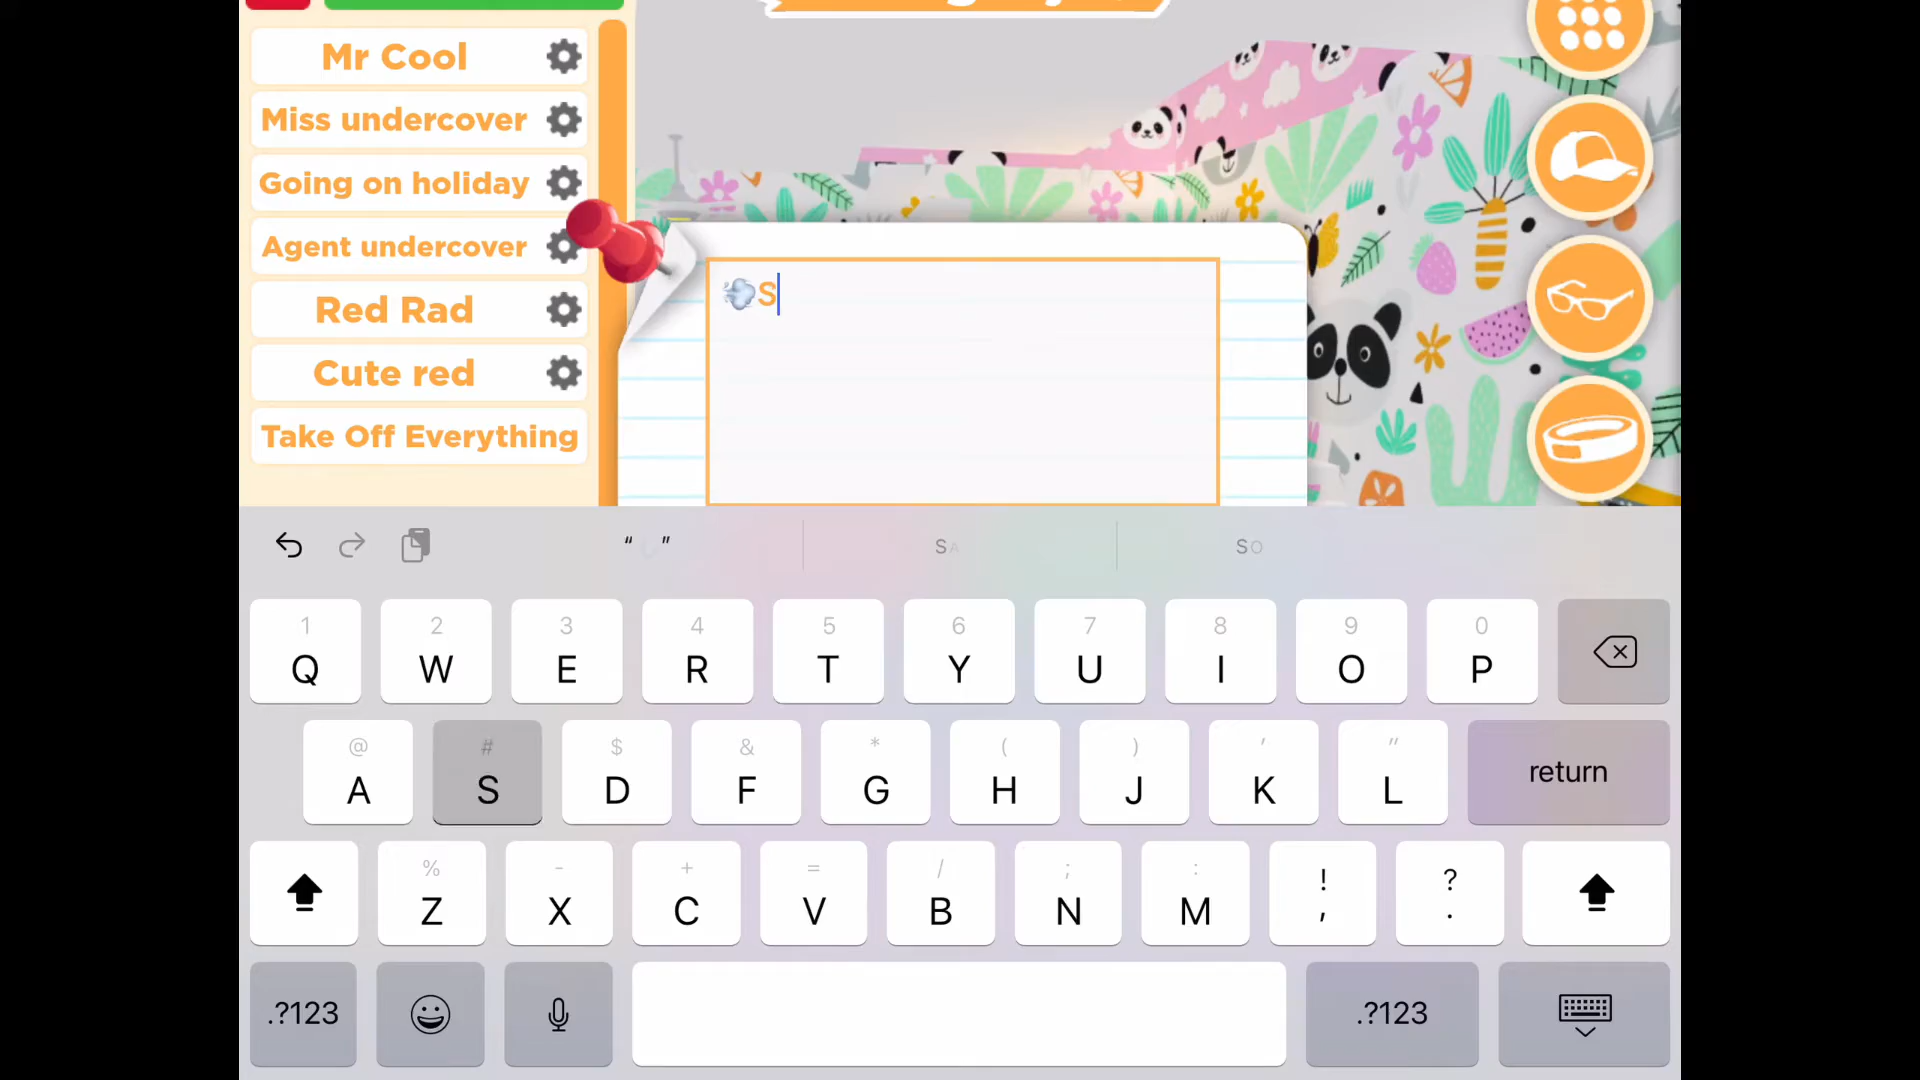 Mr Cool
Miss undercover
Going on holiday
Agent undercover
Red Rad
Cute red
Take Off Everything
💨S
SA
SO
1 2 3 4 5 6 7 8 9 0
Q W E R T Y U I O P
@ # $ & * ( ) ' "
A S D F G H J K L return
% - + = / ; : ! ?
Z X C V B N M , .
.?123 .?123